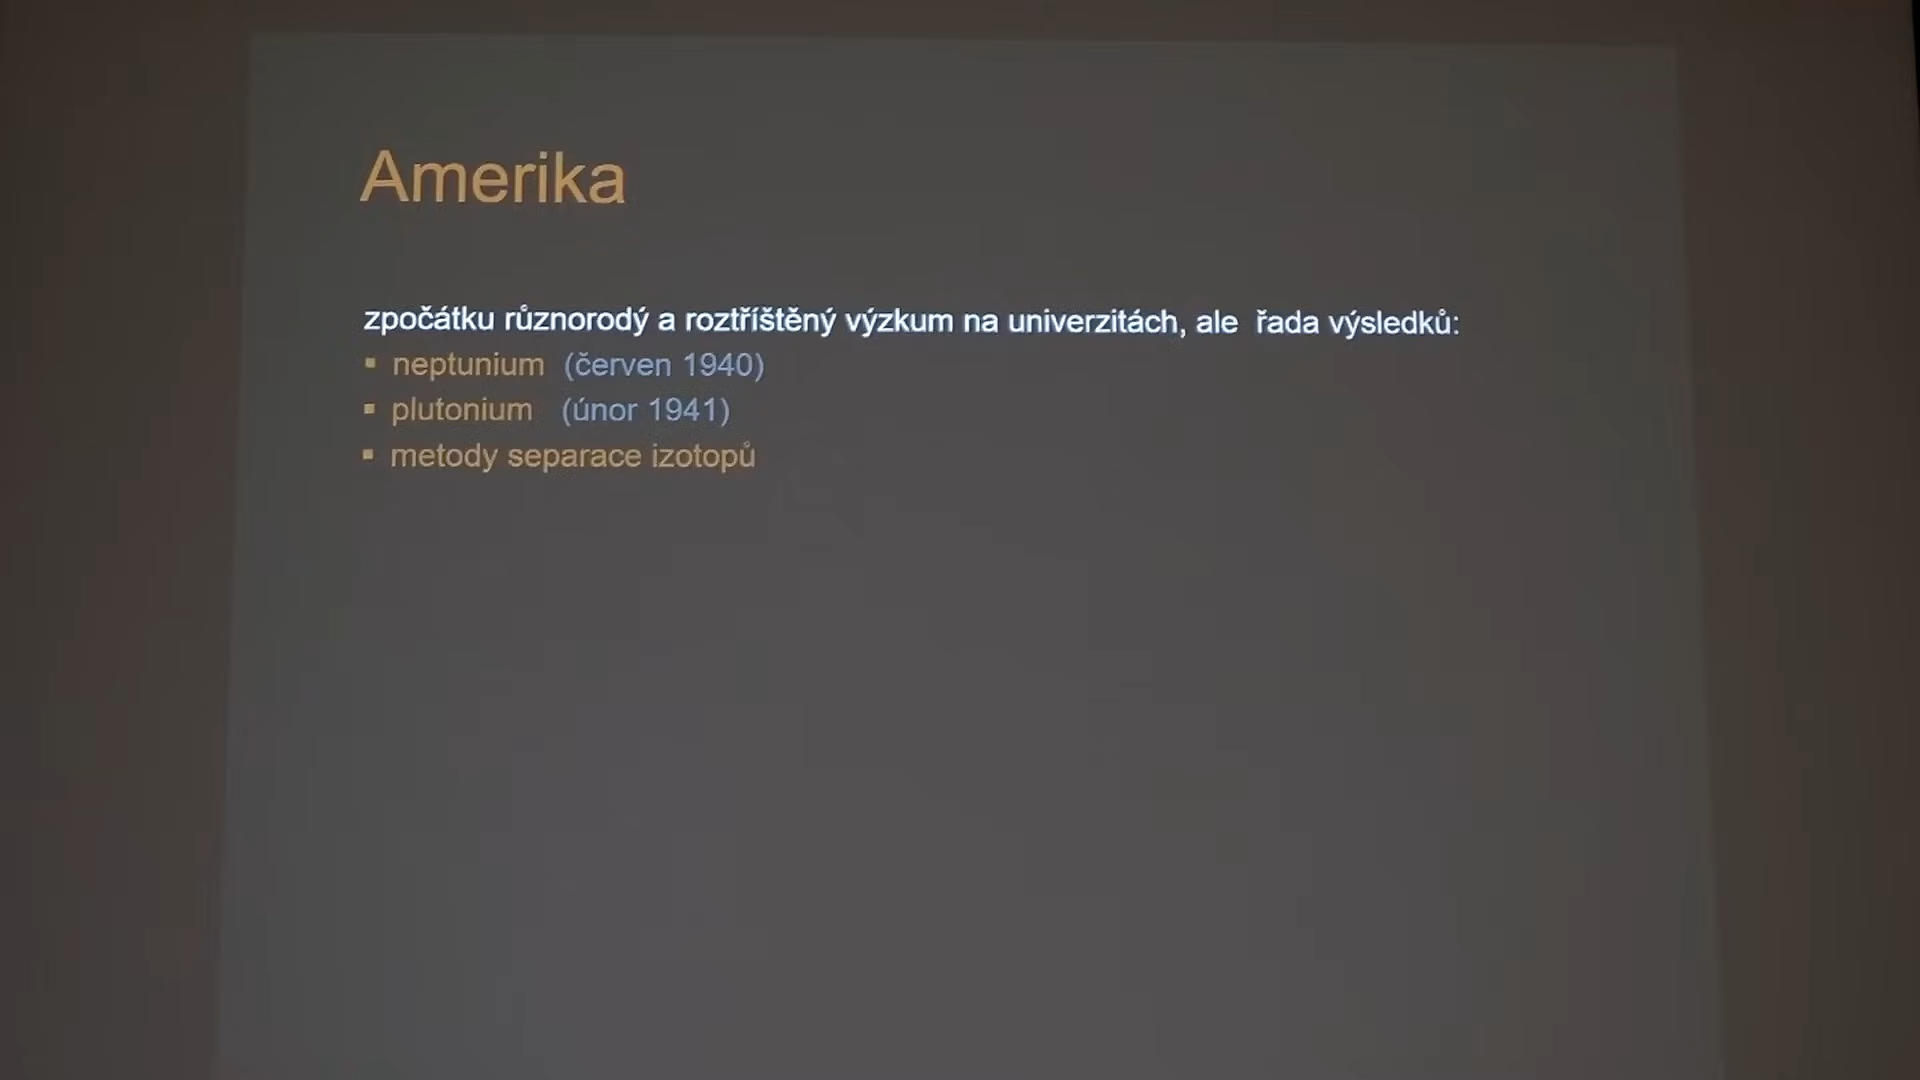 Amerika
zpočátku různorodý a roztříštěný výzkum na univerzitách, ale řada výsledků:
▪ neptunium (červen 1940)
▪ plutonium (únor 1941)
▪ metody separace izotopů